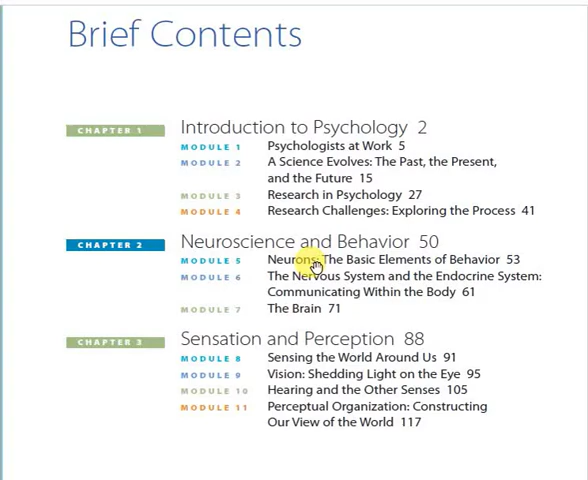 Brief Contents
CHAPTER 1
Introduction to Psychology 2
MODULE 1 Psychologists at Work 5
MODULE 2 A Science Evolves: The Past, the Present,
and the Future 15
MODULE 3 Research in Psychology 27
MODULE 4 Research Challenges: Exploring the Process 41
CHAPTER 2
Neuroscience and Behavior 50
MODULE 5 Neurons: The Basic Elements of Behavior 53
MODULE 6 The Nervous System and the Endocrine System:
Communicating Within the Body 61
MODULE 7 The Brain 71
CHAPTER 3
Sensation and Perception 88
MODULE 8 Sensing the World Around Us 91
MODULE 9 Vision: Shedding Light on the Eye 95
MODULE 10 Hearing and the Other Senses 105
MODULE 11 Perceptual Organization: Constructing
Our View of the World 117